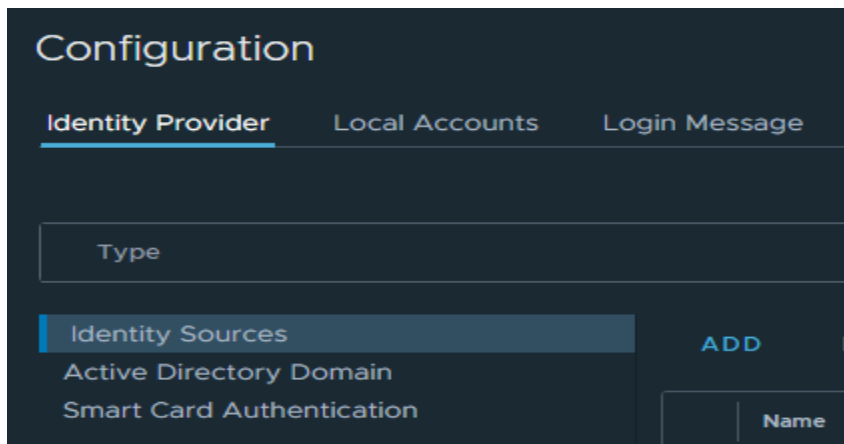 Configuration
Identity Provider Local Accounts Login Message
Type
Identity Sources
ADD
Active Directory Domain
Smart Card Authentication
Name